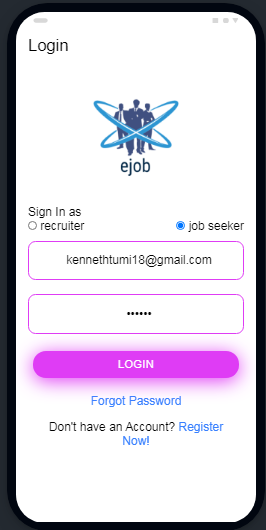 Login
ejob
Sign In as
recruiter
job seeker
kennethtumi18@gmail.com
••••••
LOGIN
Forgot Password
Don't have an Account? Register
Now!